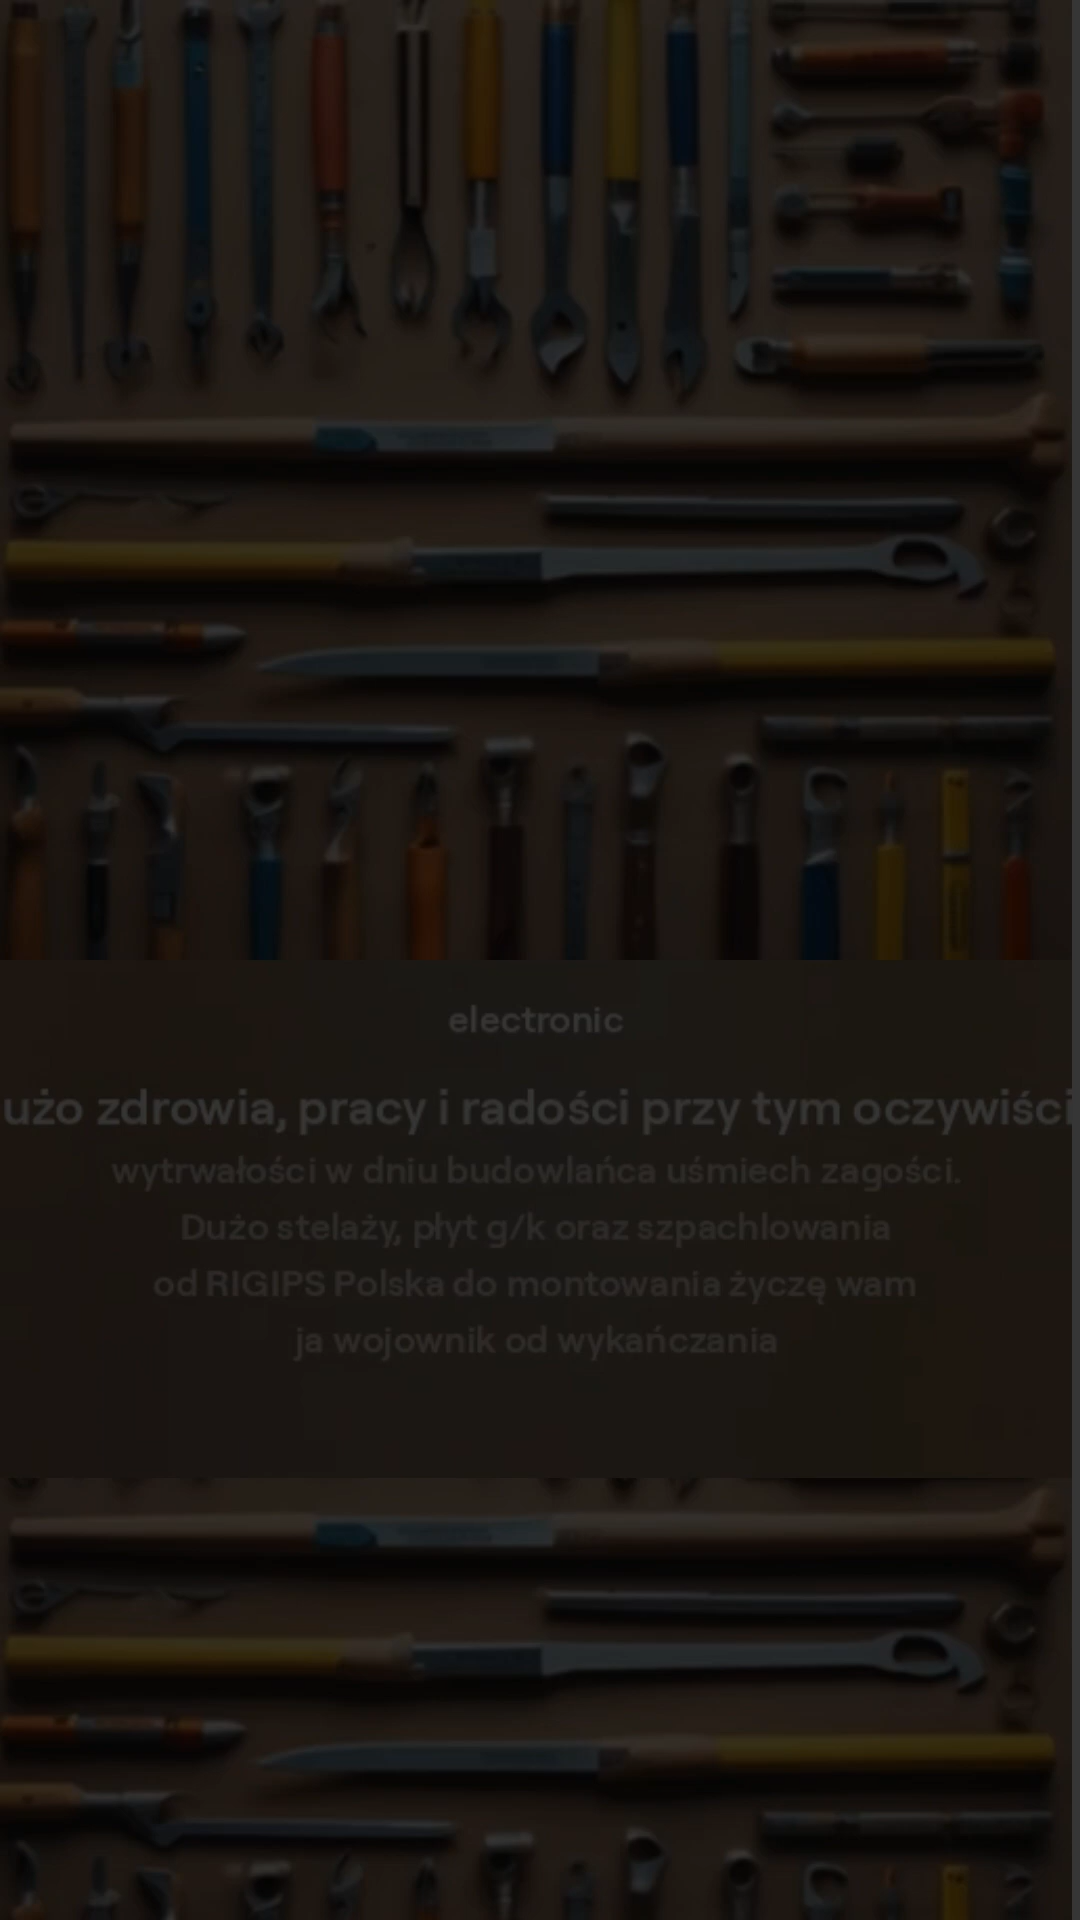 electronic
użo zdrowia, pracy i radości przy tym oczywiści
wytrwałości w dniu budowlańca uśmiech zagości.
Dużo stelaży, płyt g/k oraz szpachlowania
od RIGIPS Polska do montowania życzę wam
ja wojownik od wykańczania